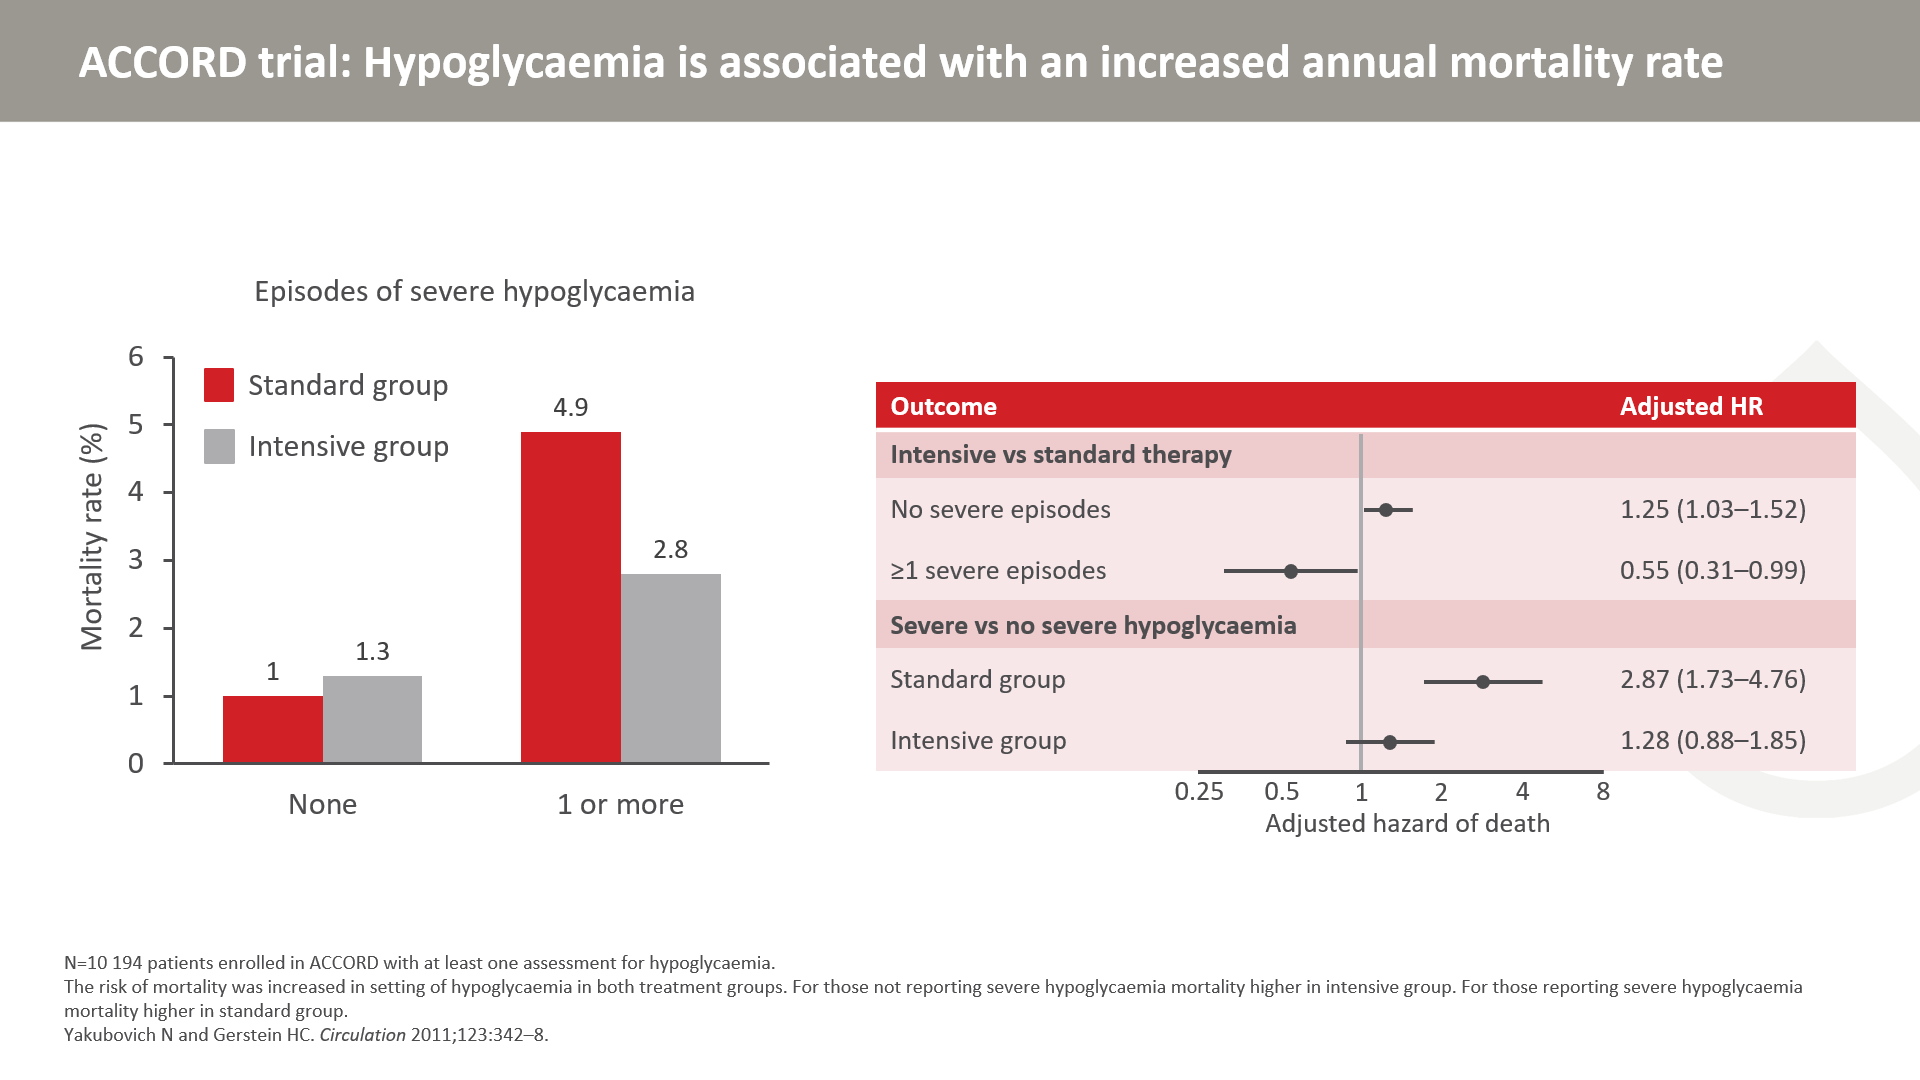 ACCORD trial: Hypoglycaemia is associated with an increased annual mortality rate
Episodes of severe hypoglycaemia
Mortality rate (%)
6
5
4
3
2
1
0
Standard group
Intensive group
1
1.3
4.9
2.8
None
1 or more
Outcome Adjusted HR
Intensive vs standard therapy
No severe episodes 1.25 (1.03–1.52)
≥1 severe episodes 0.55 (0.31–0.99)
Severe vs no severe hypoglycaemia
Standard group 2.87 (1.73–4.76)
Intensive group 1.28 (0.88–1.85)
0.25 0.5 1 2 4 8
Adjusted hazard of death
N=10 194 patients enrolled in ACCORD with at least one assessment for hypoglycaemia.
The risk of mortality was increased in setting of hypoglycaemia in both treatment groups. For those not reporting severe hypoglycaemia mortality higher in intensive group. For those reporting severe hypoglycaemia
mortality higher in standard group.
Yakubovich N and Gerstein HC. Circulation 2011;123:342–8.